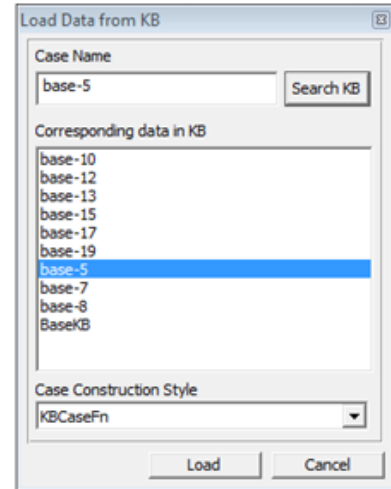 Load Data from KB
Case Name
base-5
Search KB
Corresponding data in KB
base-10
base-12
base-13
base-15
base-17
base-19
base-5
base-7
base-8
BaseKB
Case Construction Style
KBCaseFn
Load
Cancel